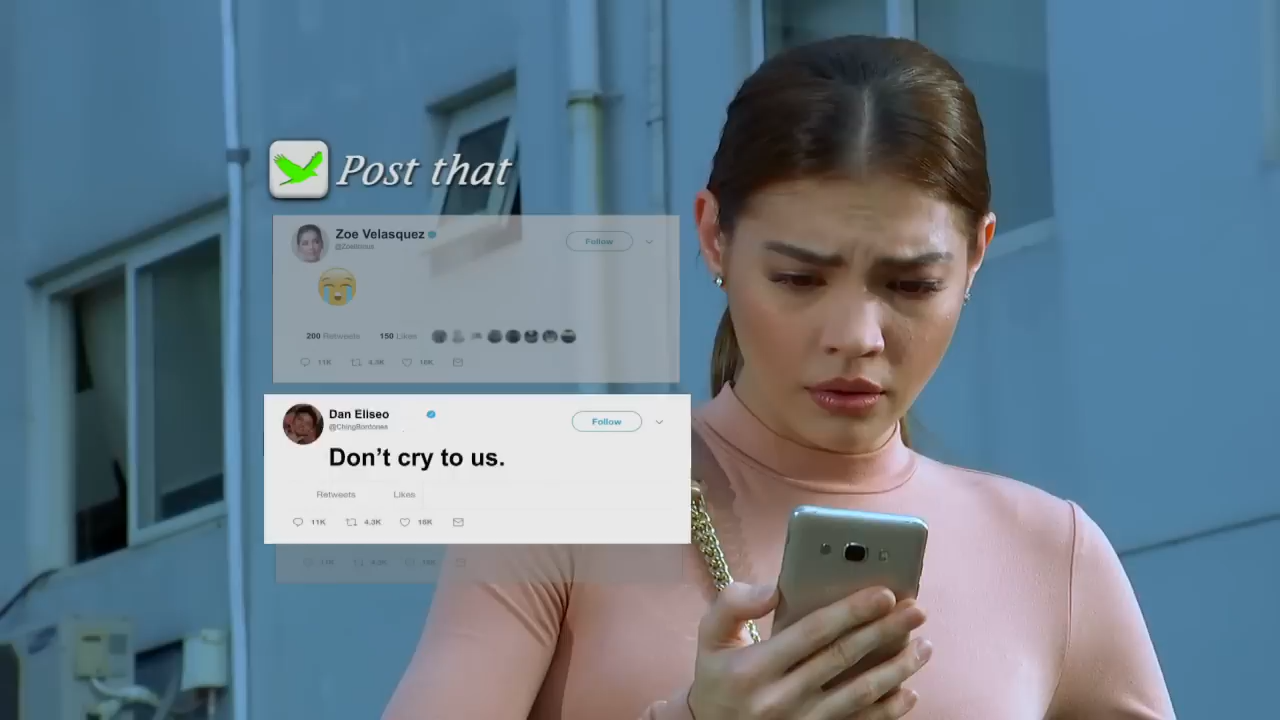 Post that
Zoe Velasquez
Follow
200 Retweets 150 Likes
11K 4.3K 16K
Dan Eliseo
@ChingBontonwa
Follow
Don't cry to us.
Retweets Likes
11K 4.3K 16K